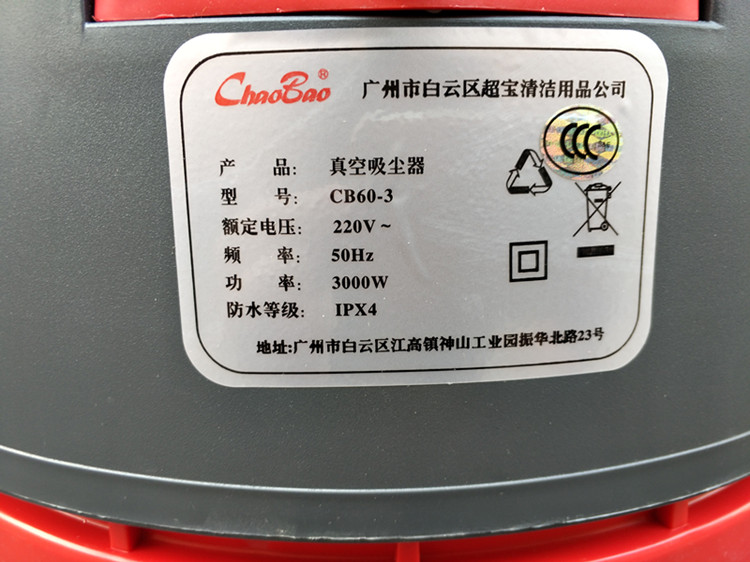 ChaoBao® 广州市白云区超宝清洁用品公司
产 品: 真空吸尘器
型 号: CB60-3
额定电压: 220V~
频 率: 50Hz
功 率: 3000W
防水等级: IPX4
地址:广州市白云区江高镇神山工业园振华北路23号